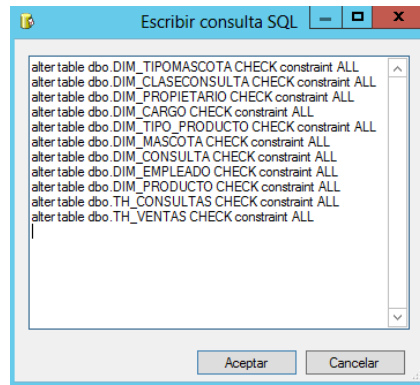 Escribir consulta SQL
alter table dbo.DIM_TIPOMASCOTA CHECK constraint ALL
alter table dbo.DIM_CLASECONSULTA CHECK constraint ALL
alter table dbo.DIM_PROPIETARIO CHECK constraint ALL
alter table dbo.DIM_CARGO CHECK constraint ALL
alter table dbo.DIM_TIPO_PRODUCTO CHECK constraint ALL
alter table dbo.DIM_MASCOTA CHECK constraint ALL
alter table dbo.DIM_CONSULTA CHECK constraint ALL
alter table dbo.DIM_EMPLEADO CHECK constraint ALL
alter table dbo.DIM_PRODUCTO CHECK constraint ALL
alter table dbo.TH_CONSULTAS CHECK constraint ALL
alter table dbo.TH_VENTAS CHECK constraint ALL
Aceptar Cancelar